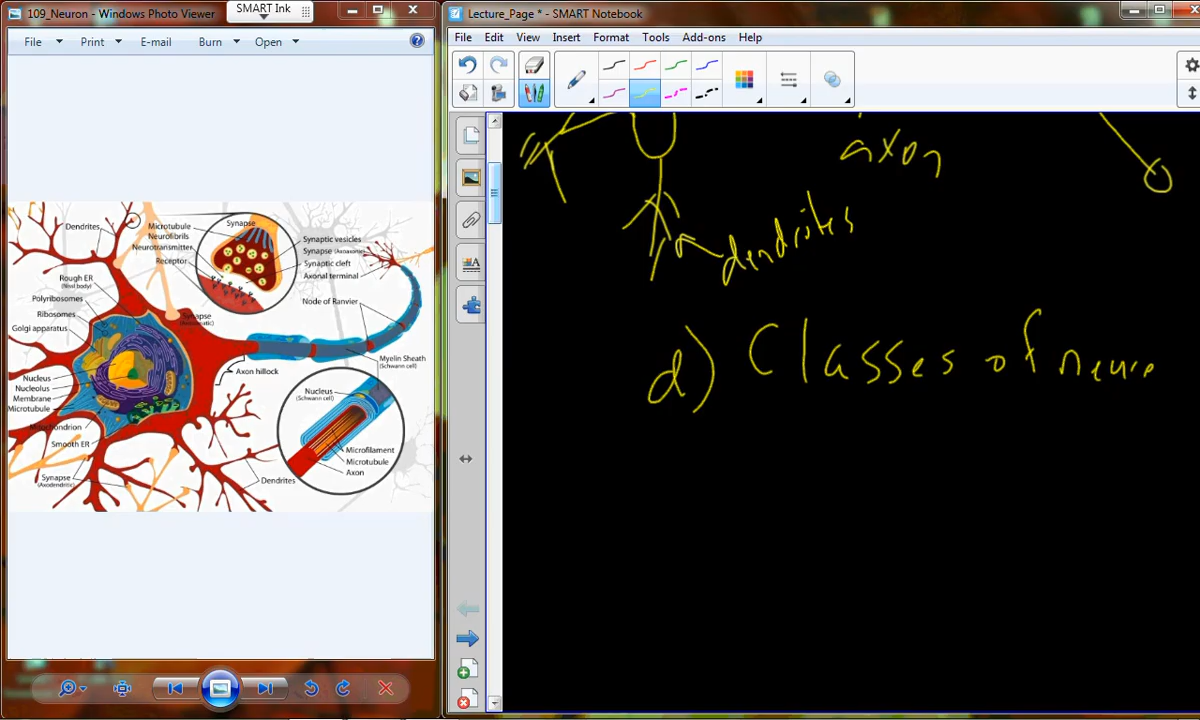 109_Neuron - Windows Photo Viewer
SMART Ink
File Print E-mail Burn Open
Dendrites
Microtubule
Neurofibrils
Neurotransmitter
Receptor
Synapse
Synaptic vesicles
Synapse (Axoaxonic)
Synaptic cleft
Axonal terminal
Rough ER
(Nissl body)
Polyribosomes
Ribosomes
Golgi apparatus
Synapse
(Axosomatic)
Node of Ranvier
Myelin Sheath
(Schwann cell)
Axon hillock
Nucleus
Nucleolus
Membrane
Microtubule
Mitochondrion
Smooth ER
Synapse
(Axodendritic)
Dendrites
Nucleus
(Schwann cell)
Microfilament
Microtubule
Axon
Lecture_Page * - SMART Notebook
File Edit View Insert Format Tools Add-ons Help
axon
dendrites
d) Classes of neuro